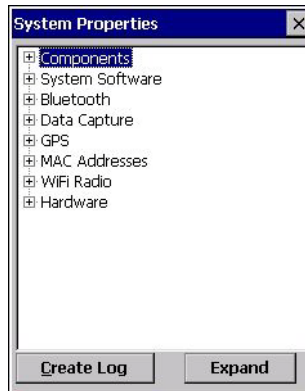 System Properties
Components
System Software
Bluetooth
Data Capture
GPS
MAC Addresses
WiFi Radio
Hardware
Create Log
Expand